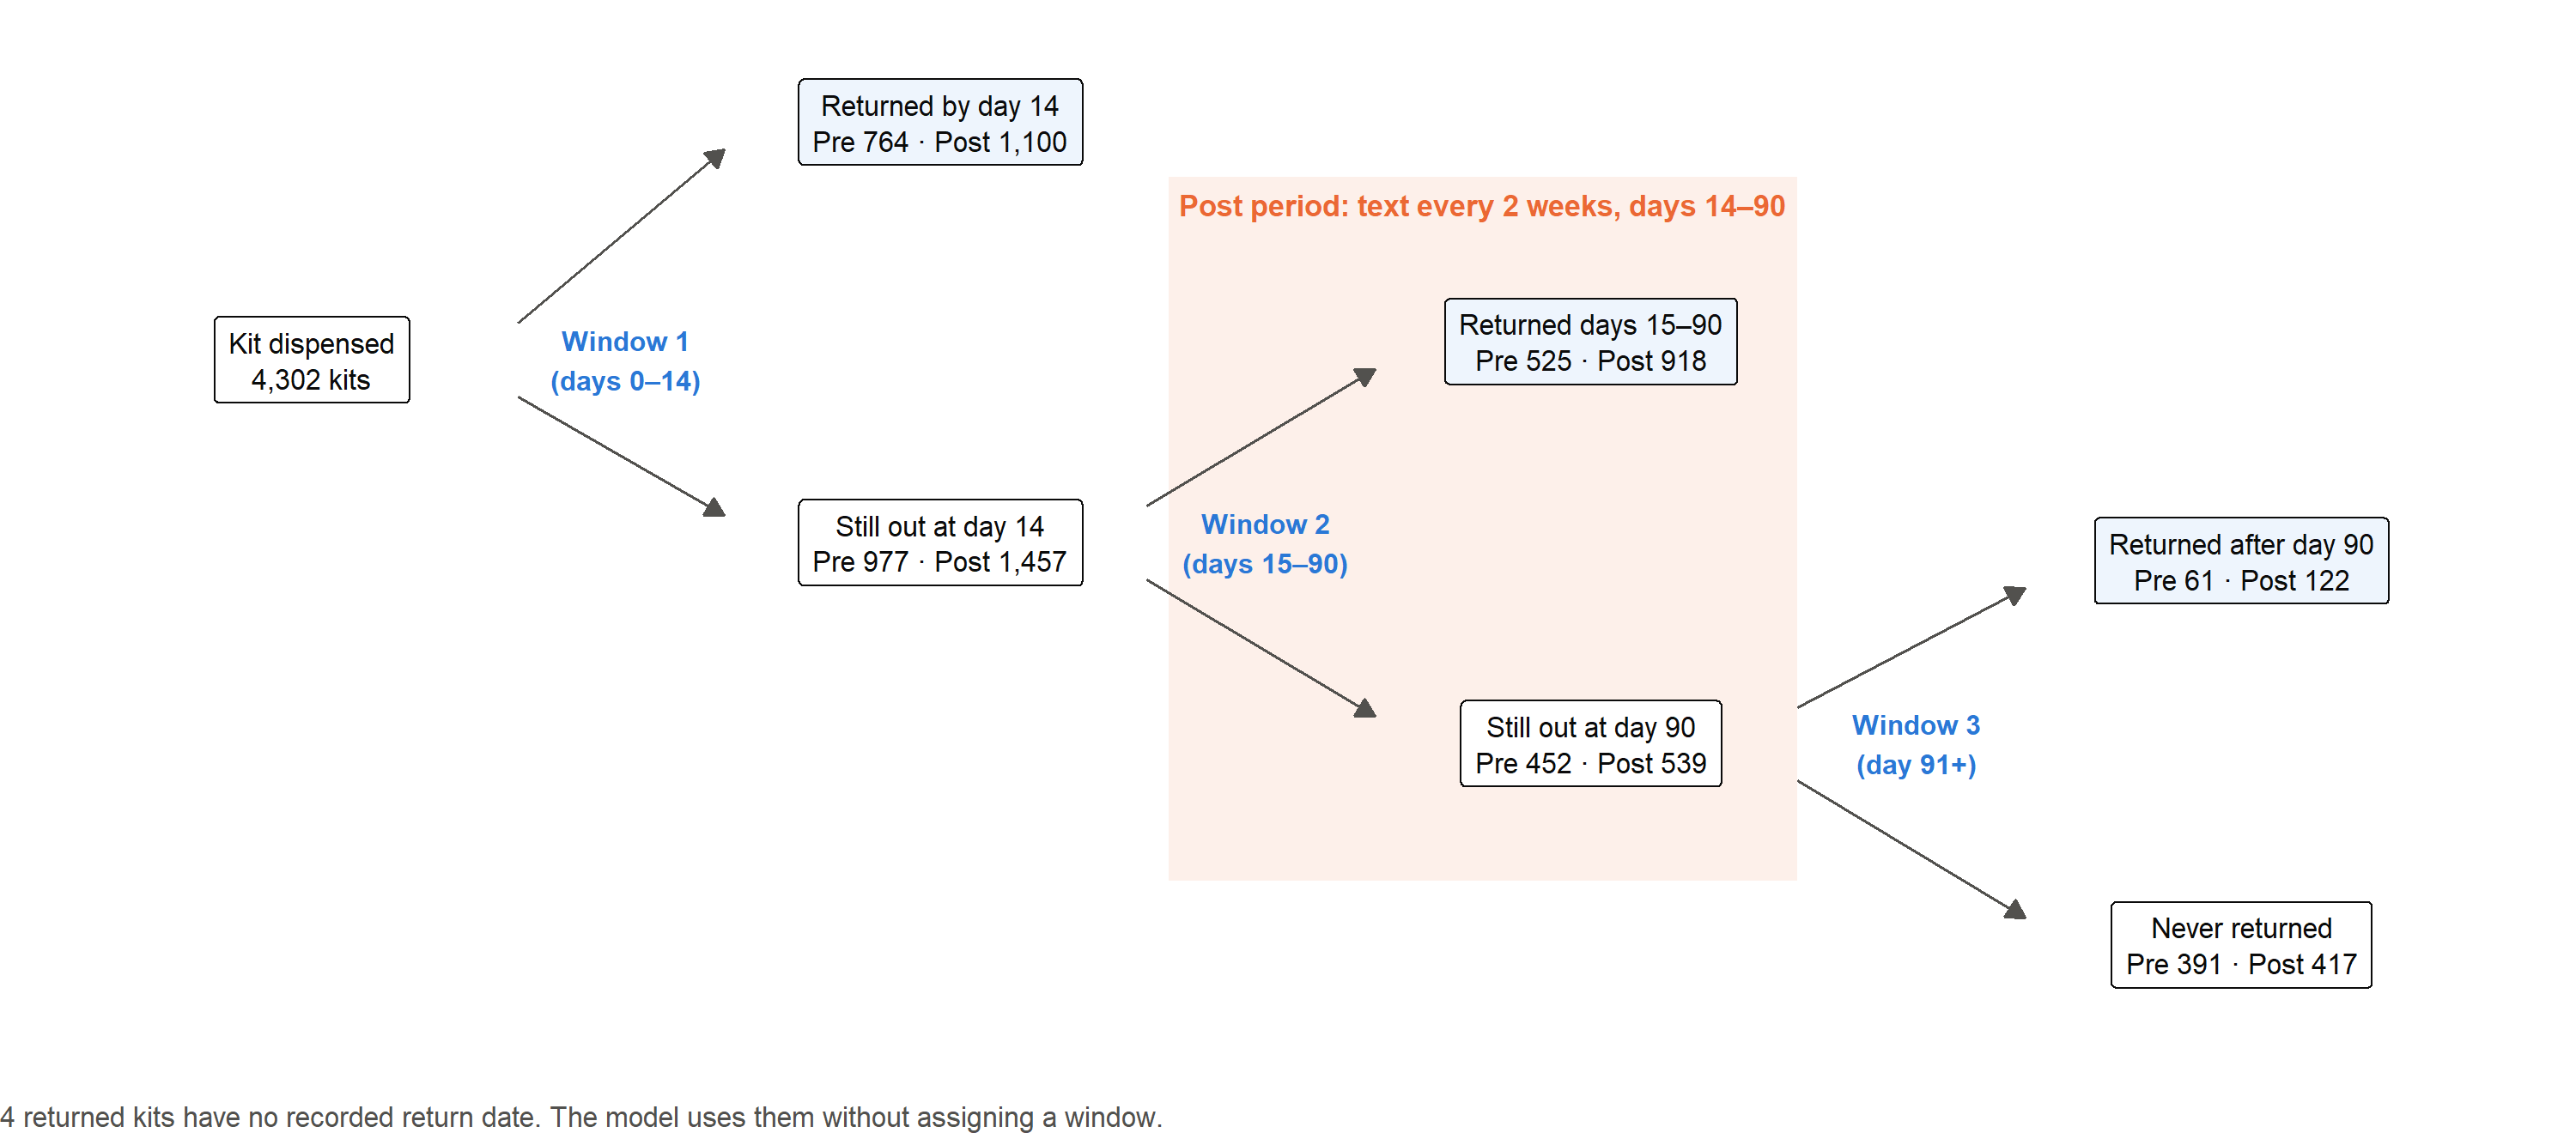 Returned by day 14
Pre 764 · Post 1,100
Post period: text every 2 weeks, days 14–90
Kit dispensed
4,302 kits
Window 1
(days 0–14)
Returned days 15–90
Pre 525 · Post 918
Still out at day 14
Pre 977 · Post 1,457
Window 2
(days 15–90)
Returned after day 90
Pre 61 · Post 122
Still out at day 90
Pre 452 · Post 539
Window 3
(day 91+)
Never returned
Pre 391 · Post 417
4 returned kits have no recorded return date. The model uses them without assigning a window.